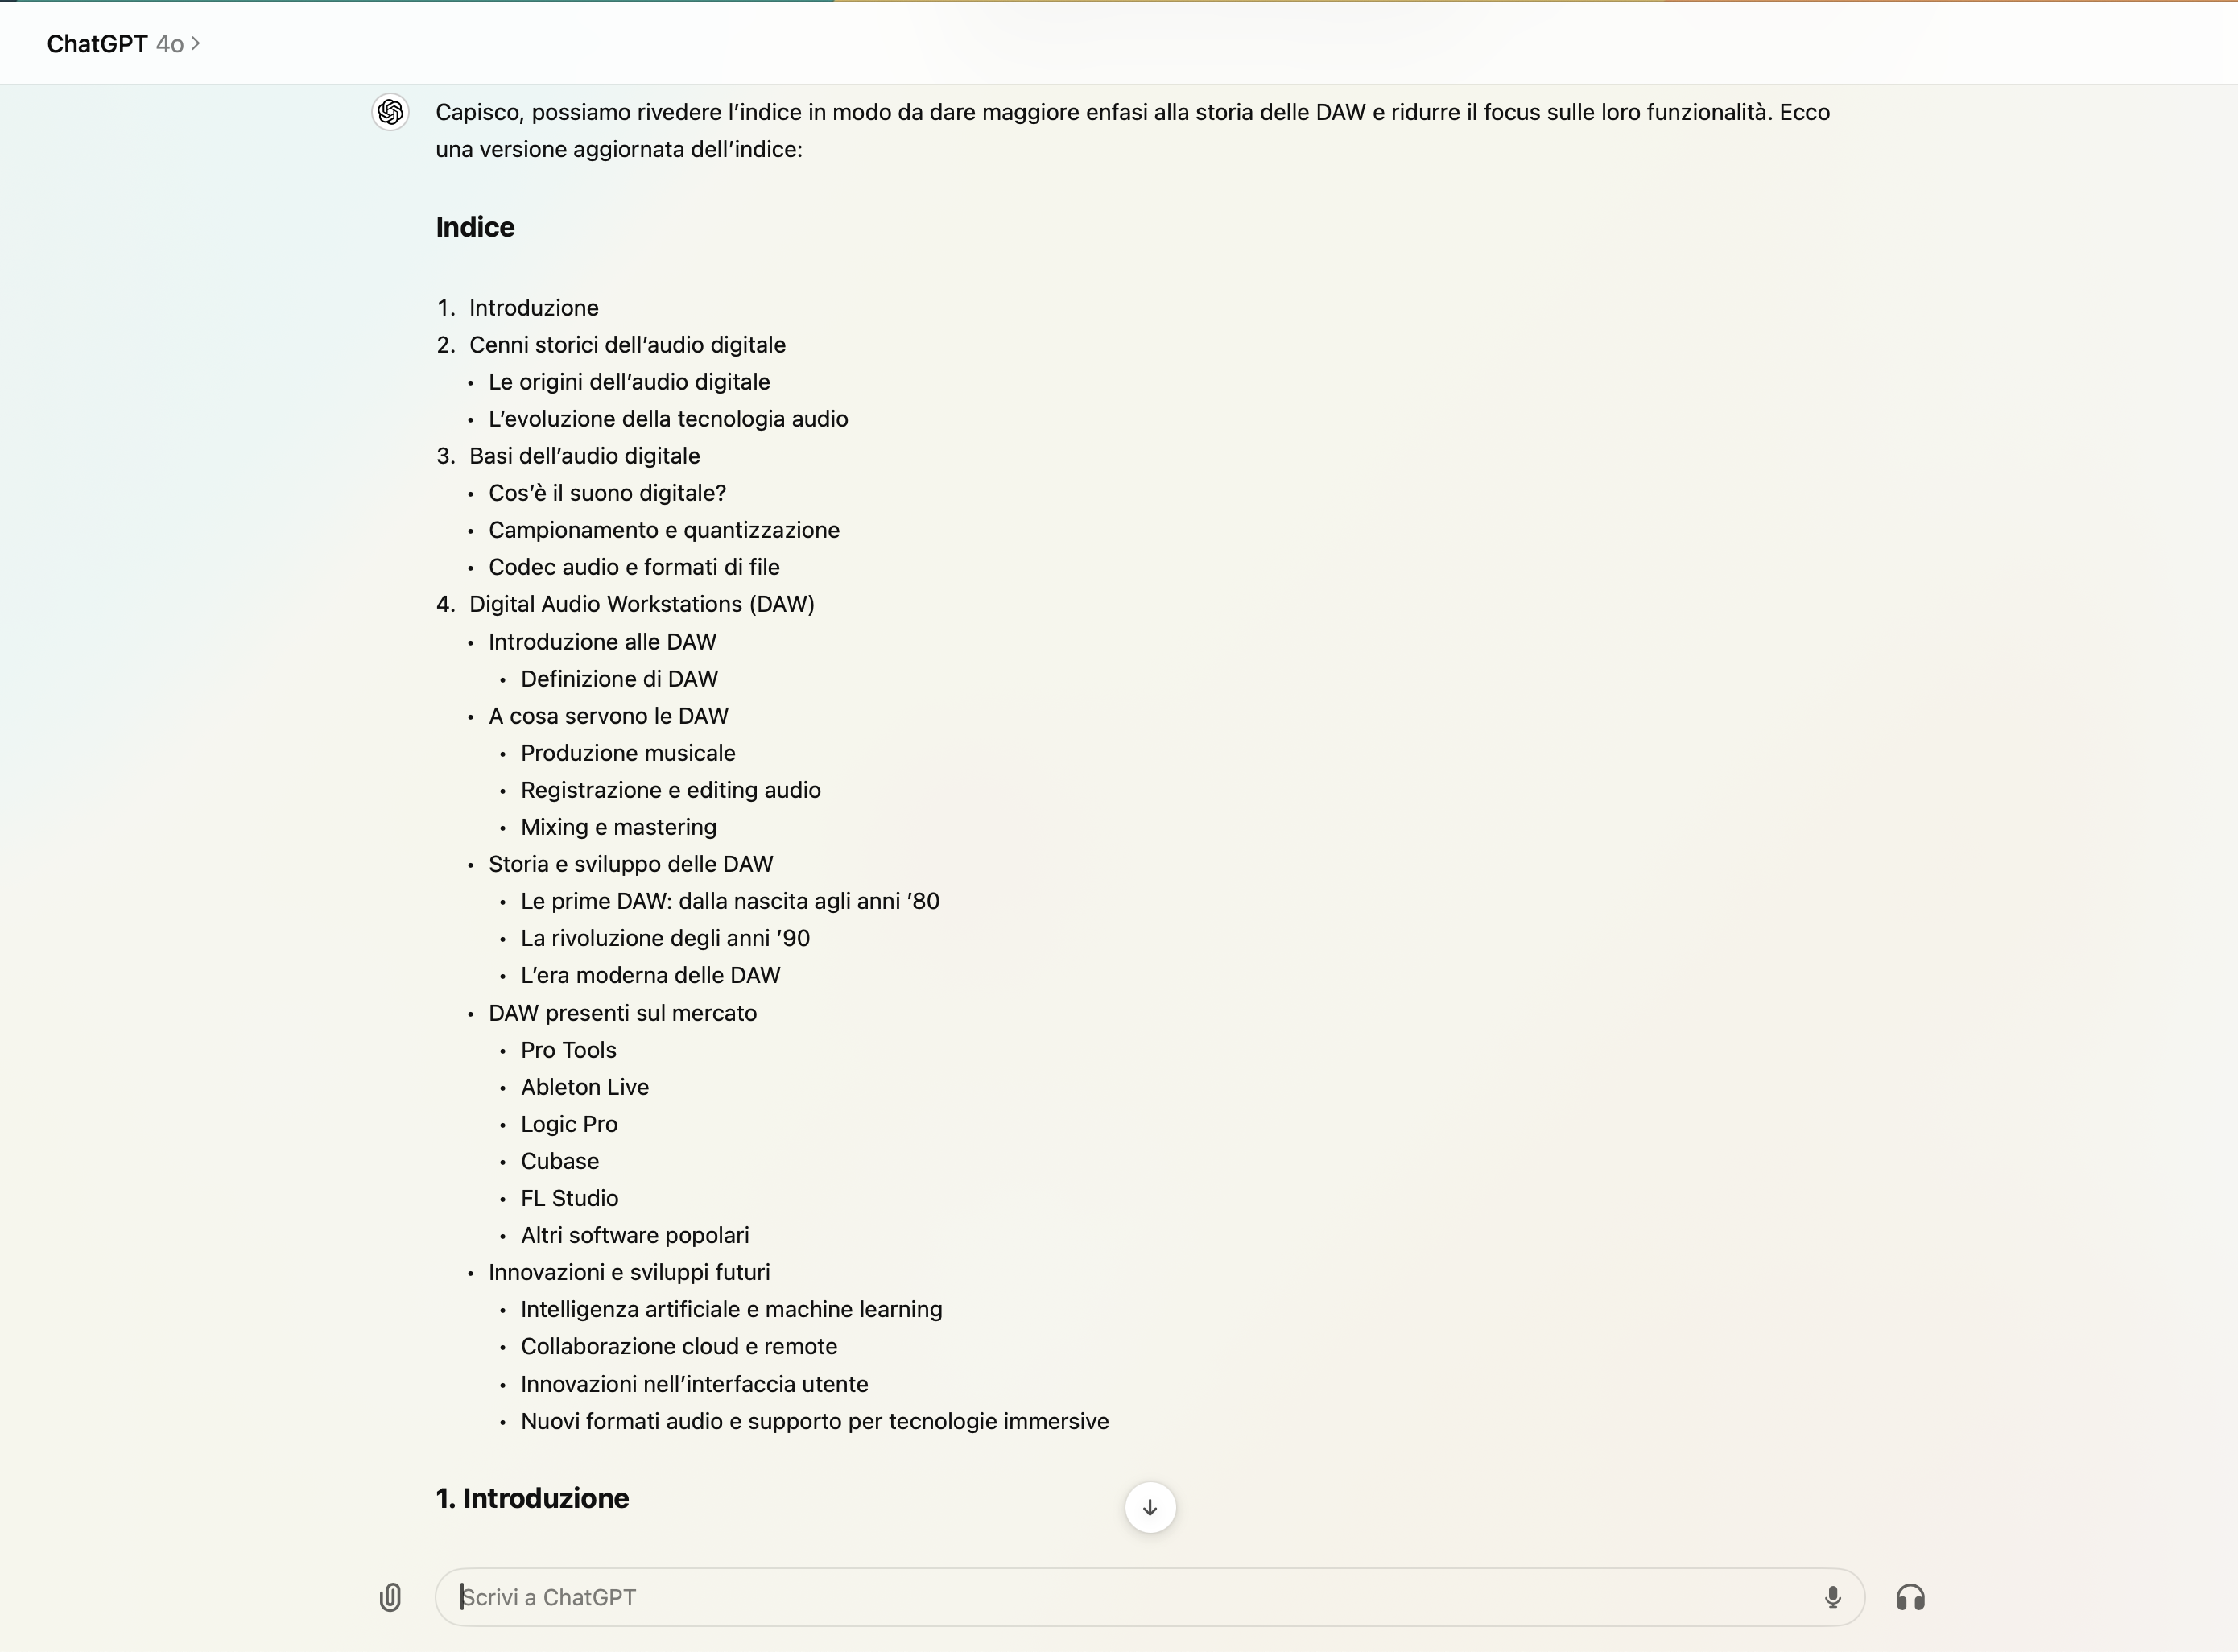 ChatGPT 4o
Capisco, possiamo rivedere l’indice in modo da dare maggiore enfasi alla storia delle DAW e ridurre il focus sulle loro funzionalità. Ecco
una versione aggiornata dell’indice:
Indice
1. Introduzione
2. Cenni storici dell’audio digitale
• Le origini dell’audio digitale
• L’evoluzione della tecnologia audio
3. Basi dell’audio digitale
• Cos’è il suono digitale?
• Campionamento e quantizzazione
• Codec audio e formati di file
4. Digital Audio Workstations (DAW)
• Introduzione alle DAW
• Definizione di DAW
• A cosa servono le DAW
• Produzione musicale
• Registrazione e editing audio
• Mixing e mastering
• Storia e sviluppo delle DAW
• Le prime DAW: dalla nascita agli anni ’80
• La rivoluzione degli anni ’90
• L’era moderna delle DAW
• DAW presenti sul mercato
• Pro Tools
• Ableton Live
• Logic Pro
• Cubase
• FL Studio
• Altri software popolari
• Innovazioni e sviluppi futuri
• Intelligenza artificiale e machine learning
• Collaborazione cloud e remote
• Innovazioni nell’interfaccia utente
• Nuovi formati audio e supporto per tecnologie immersive
1. Introduzione
Scrivi a ChatGPT